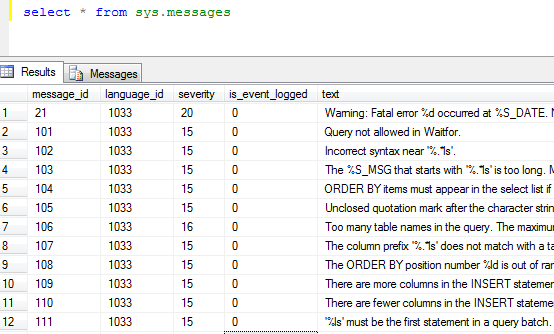 select * from sys.messages
Results Messages
message_id language_id severity is_event_logged text
1 21 1033 20 0 Warning: Fatal error %d occurred at %S_DATE. N
2 101 1033 15 0 Query not allowed in Waitfor.
3 102 1033 15 0 Incorrect syntax near '%.*ls'.
4 103 1033 15 0 The %S_MSG that starts with '%.*ls' is too long. M
5 104 1033 15 0 ORDER BY items must appear in the select list if
6 105 1033 15 0 Unclosed quotation mark after the character strin
7 106 1033 16 0 Too many table names in the query. The maximu
8 107 1033 15 0 The column prefix '%.*ls' does not match with a ta
9 108 1033 15 0 The ORDER BY position number %ld is out of ran
10 109 1033 15 0 There are more columns in the INSERT statemen
11 110 1033 15 0 There are fewer columns in the INSERT statemen
12 111 1033 15 0 '%ls' must be the first statement in a query batch.